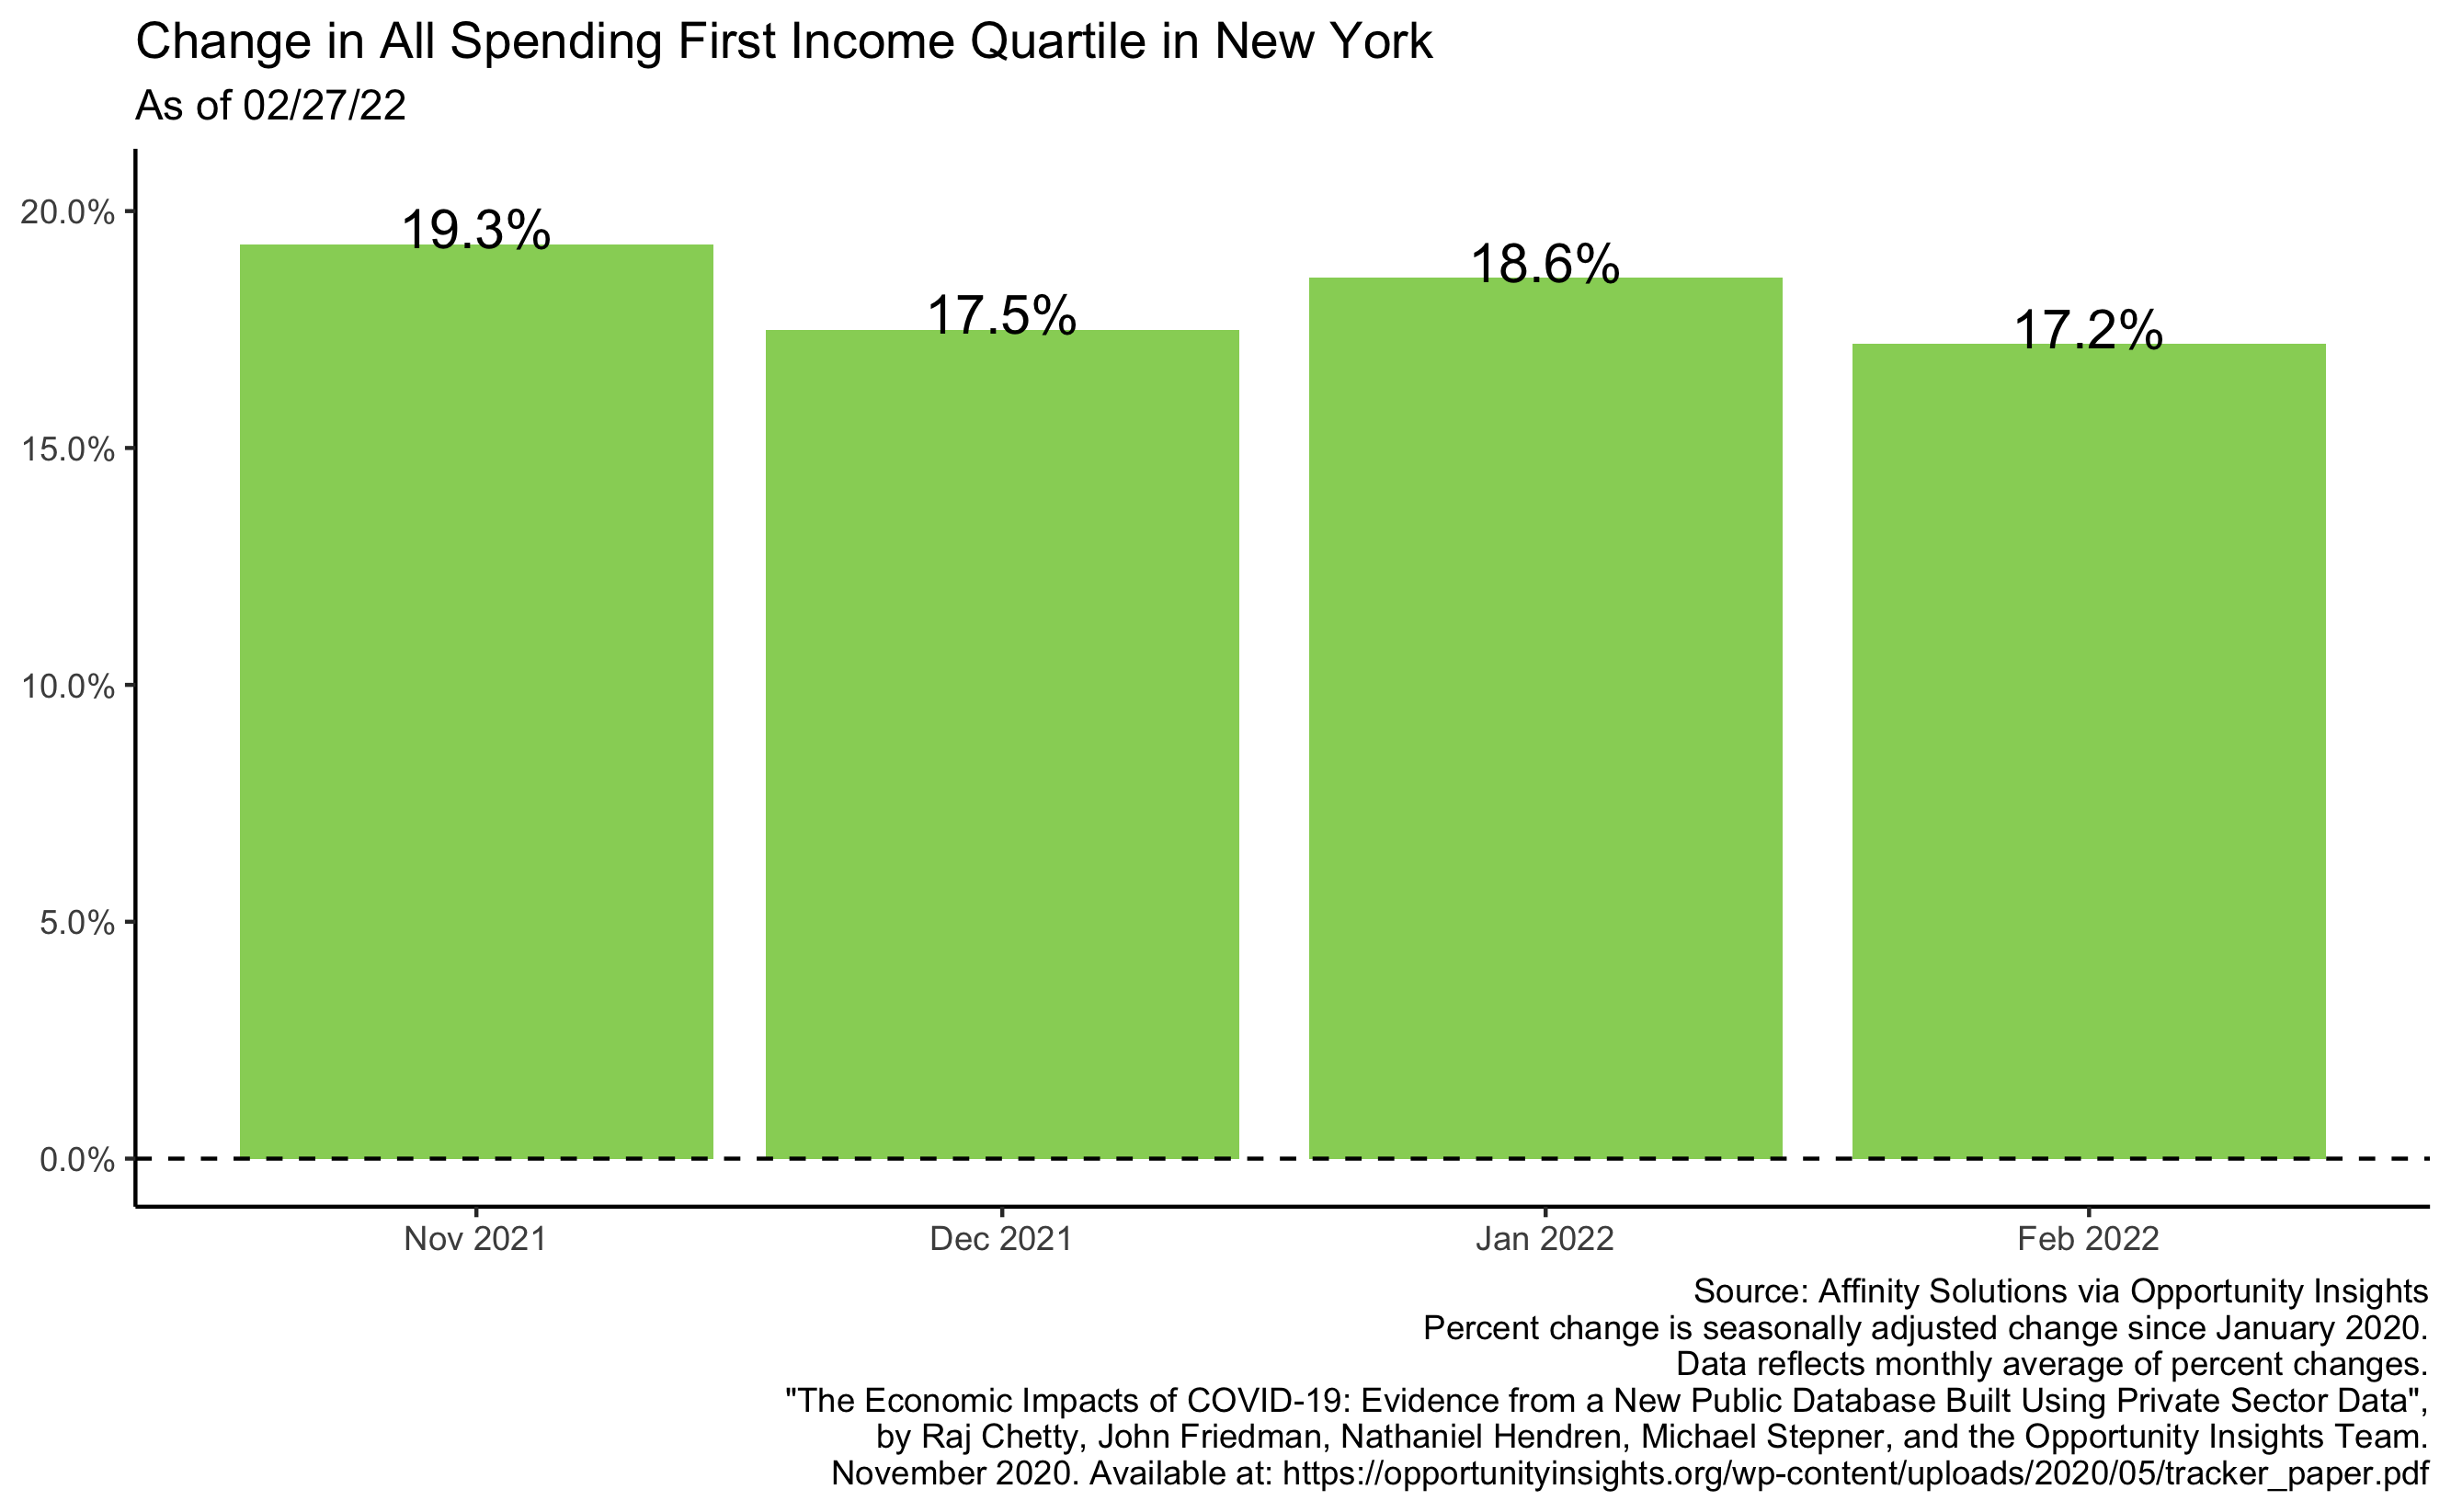 Change in All Spending First Income Quartile in New York
As of 02/27/22
20.0%
15.0%
10.0%
5.0%
0.0%
19.3%
17.5%
18.6%
17.2%
Nov 2021
Dec 2021
Jan 2022
Feb 2022
Source: Affinity Solutions via Opportunity Insights
Percent change is seasonally adjusted change since January 2020.
Data reflects monthly average of percent changes.
"The Economic Impacts of COVID-19: Evidence from a New Public Database Built Using Private Sector Data",
by Raj Chetty, John Friedman, Nathaniel Hendren, Michael Stepner, and the Opportunity Insights Team.
November 2020. Available at: https://opportunityinsights.org/wp-content/uploads/2020/05/tracker_paper.pdf